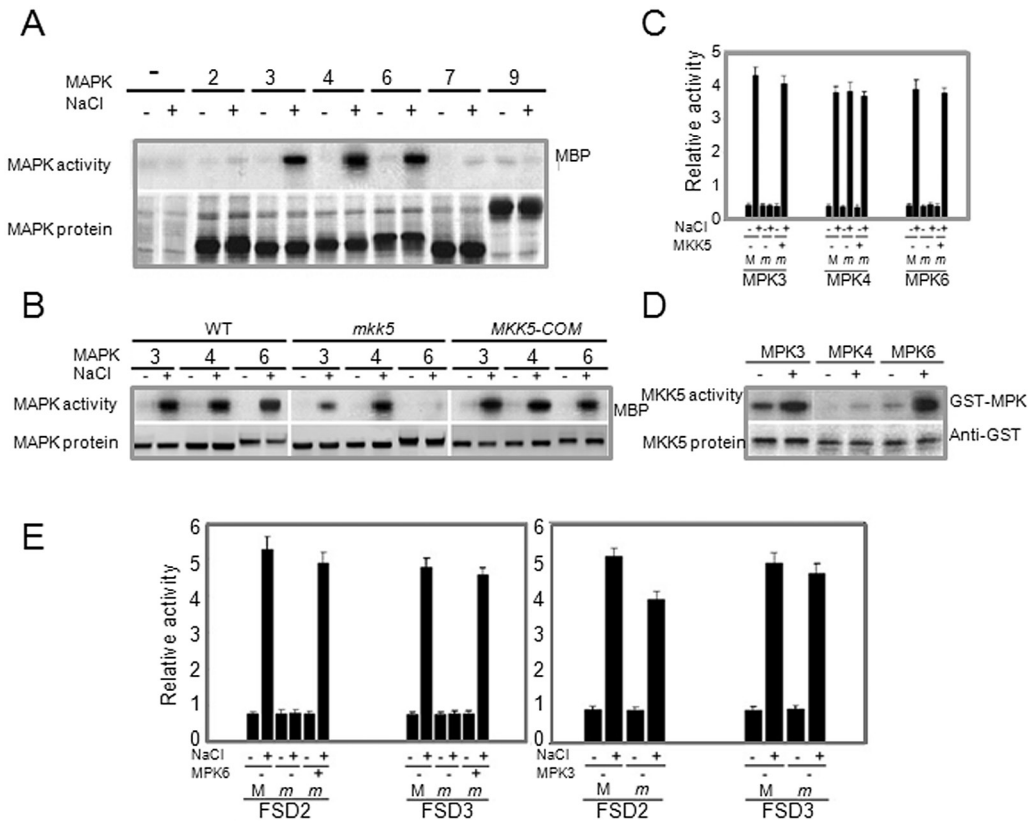 A
MAPK - 2 3 4 6 7 9
NaCl - + - + - + - + - + - + - +
MAPK activity MBP
MAPK protein
C
Relative activity
5
4
3
2
1
0
NaCl -+-+-+ -+-+-+ -+-+-+
MKK5 - - + - - + - - +
M m m M m m M m m
MPK3 MPK4 MPK6
B
WT mkk5 MKK5-COM
MAPK 3 4 6 3 4 6 3 4 6
NaCl - + - + - + - + - + - + - + - + - +
MAPK activity MBP
MAPK protein
D
MPK3 MPK4 MPK6
- + - + - +
MKK5 activity GST-MPK
MKK5 protein Anti-GST
E
Relative activity
6
5
4
3
2
1
0
NaCl - + - + - + - + - + - +
MPK6 - - + - - +
M m m M m m
FSD2 FSD3
6
5
4
3
2
1
0
NaCl - + - + - + - +
MPK3 - - - -
M m M m
FSD2 FSD3